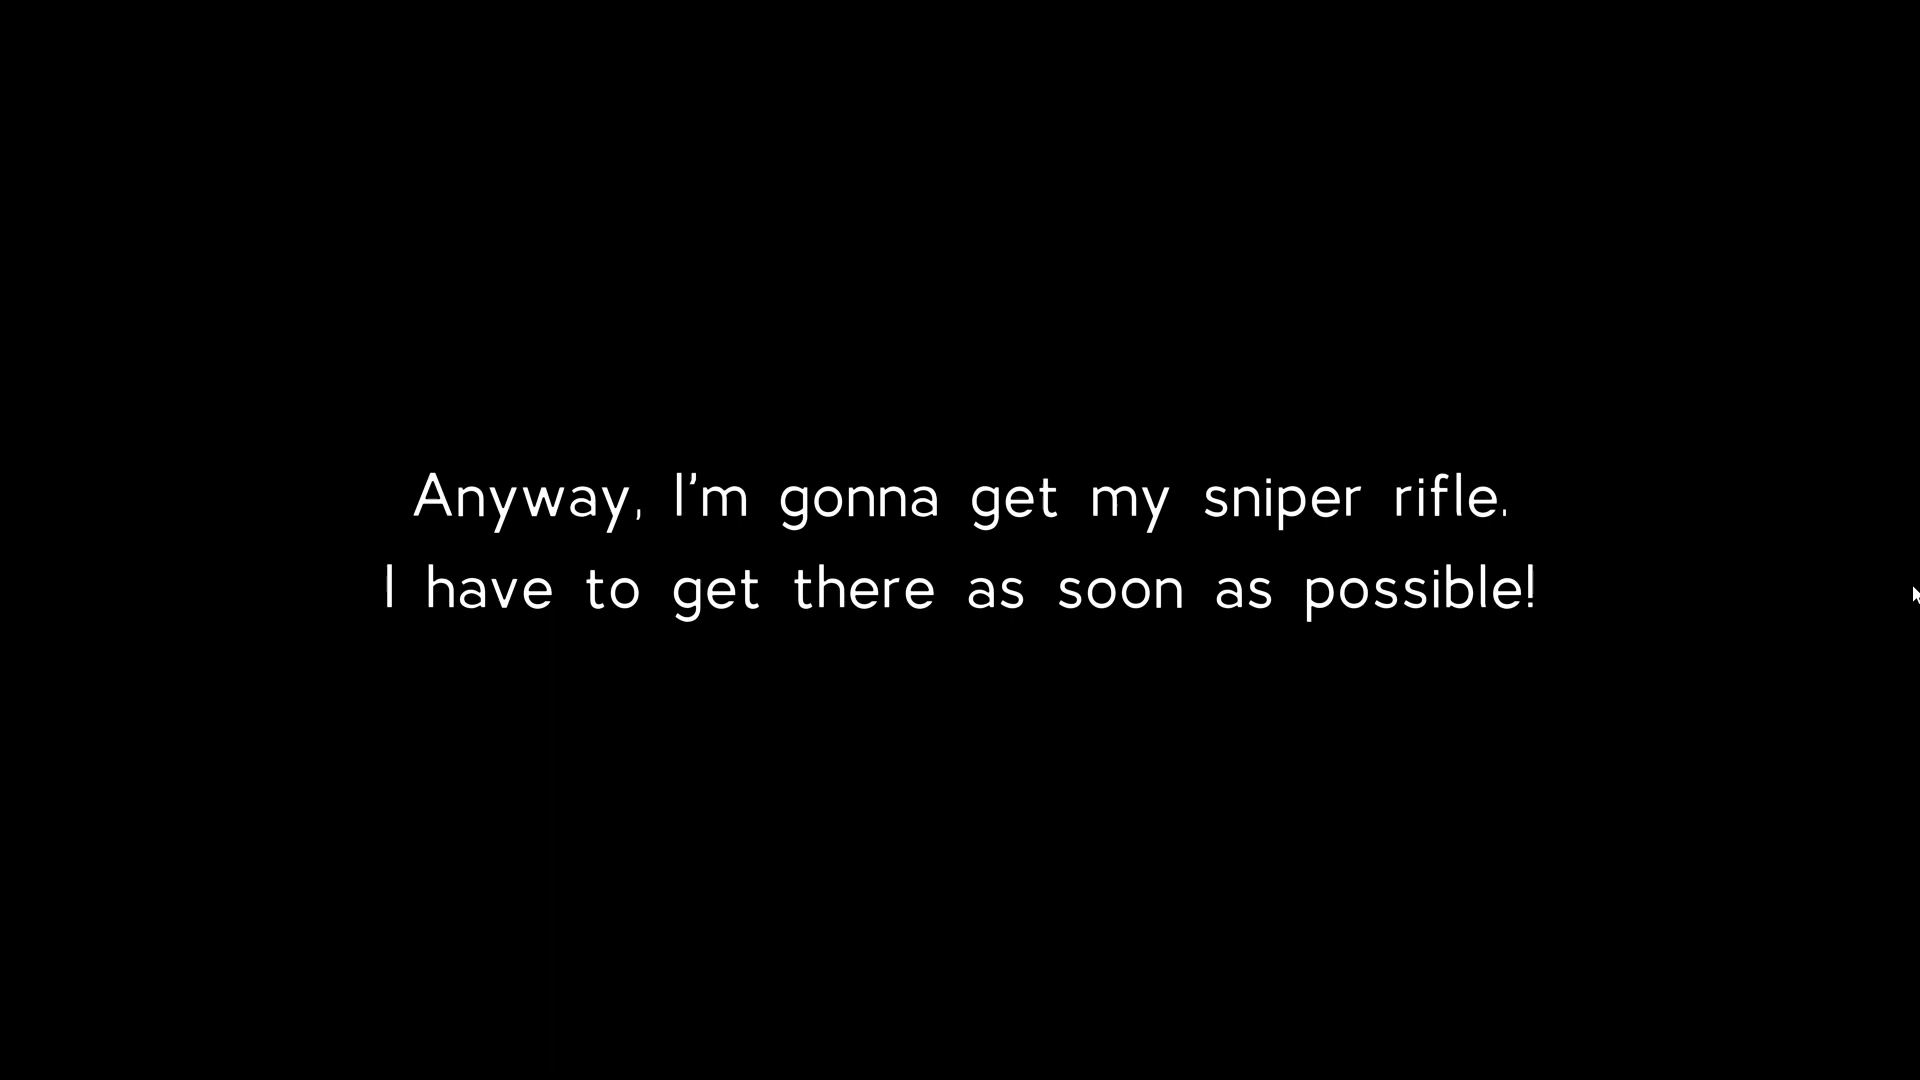 Anyway, I'm gonna get my sniper rifle.
I have to get there as soon as possible!